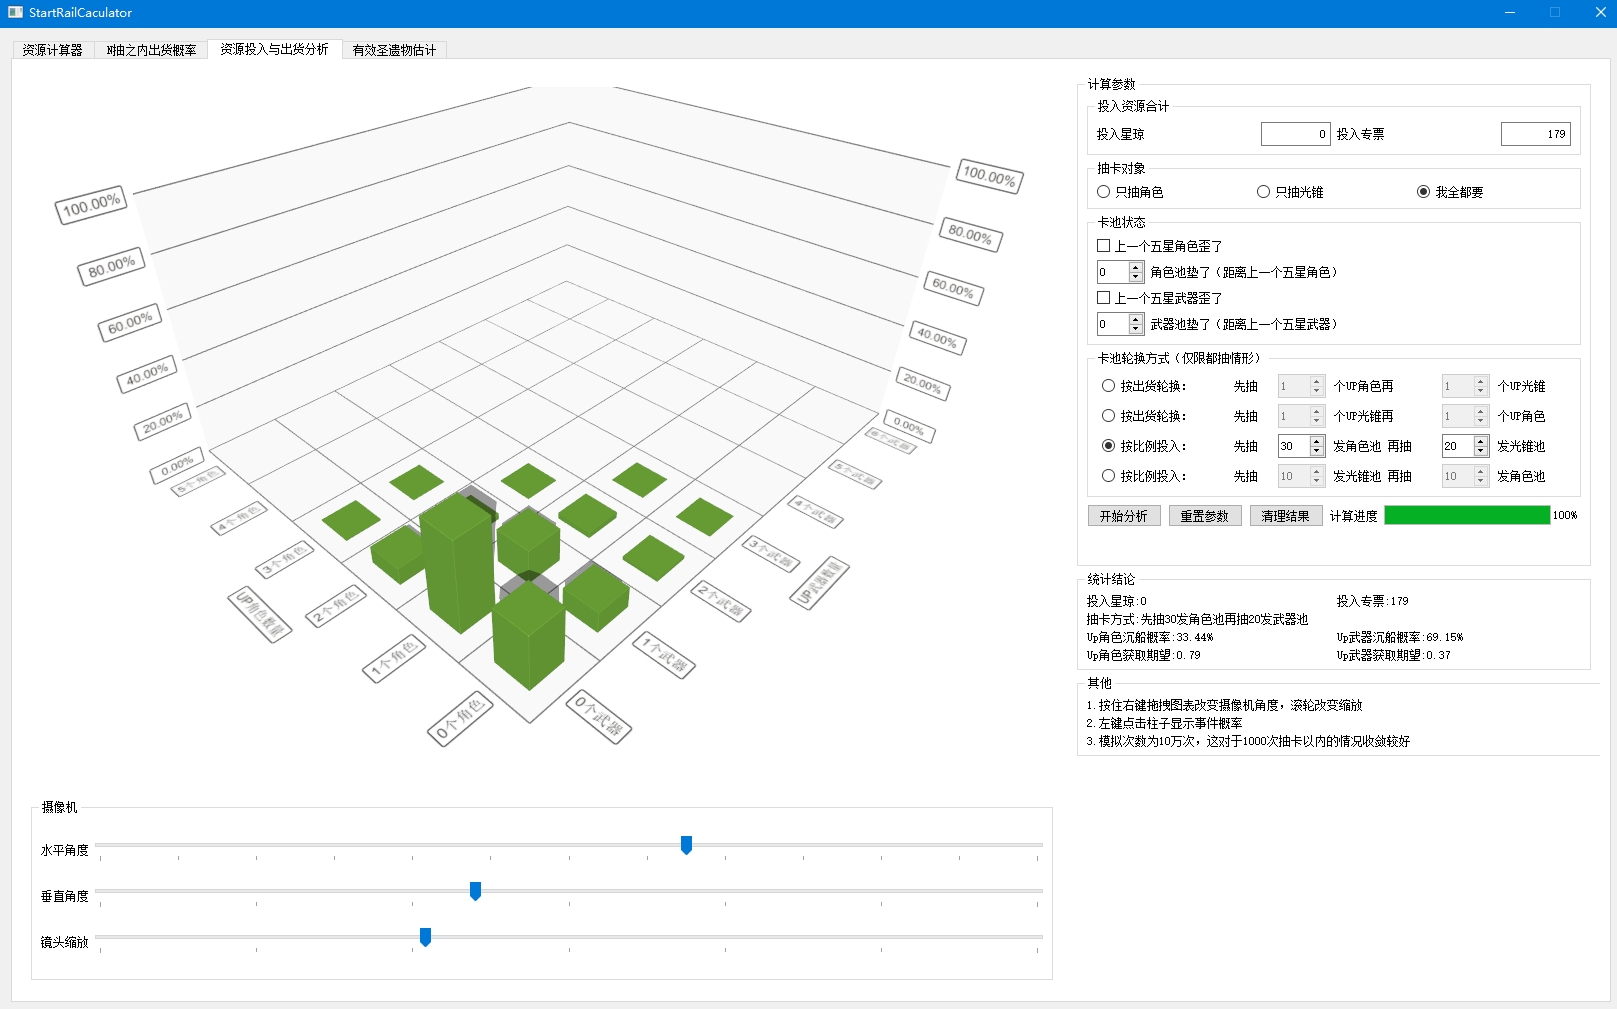 StartRailCaculator
资源计算器 N抽之内出货概率 资源投入与出货分析 有效圣遗物估计
100.00%
80.00%
60.00%
40.00%
20.00%
0.00%
5个角色
4个角色
3个角色
2个角色
1个角色
0个角色
UP角色数量
100.00%
80.00%
60.00%
40.00%
20.00%
0.00%
6个武器
5个武器
4个武器
3个武器
2个武器
1个武器
0个武器
UP武器数量
摄像机
水平角度
垂直角度
镜头缩放
计算参数
投入资源合计
投入星琼 0 投入专票 179
抽卡对象
只抽角色 只抽光锥 我全都要
卡池状态
上一个五星角色歪了
0 角色池垫了（距离上一个五星角色）
上一个五星武器歪了
0 武器池垫了（距离上一个五星武器）
卡池轮换方式（仅限都抽情形）
按出货轮换： 先抽 1 个UP角色再 1 个UP光锥
按出货轮换： 先抽 1 个UP光锥再 1 个UP角色
按比例投入： 先抽 30 发角色池 再抽 20 发光锥池
按比例投入： 先抽 10 发光锥池 再抽 10 发角色池
开始分析 重置参数 清理结果 计算进度 100%
统计结论
投入星琼:0 投入专票:179
抽卡方式:先抽30发角色池再抽20发武器池
Up角色沉船概率:33.44% Up武器沉船概率:69.15%
Up角色获取期望:0.79 Up武器获取期望:0.37
其他
1.按住右键拖拽图表改变摄像机角度，滚轮改变缩放
2.左键点击柱子显示事件概率
3.模拟次数为10万次，这对于1000次抽卡以内的情况收敛较好